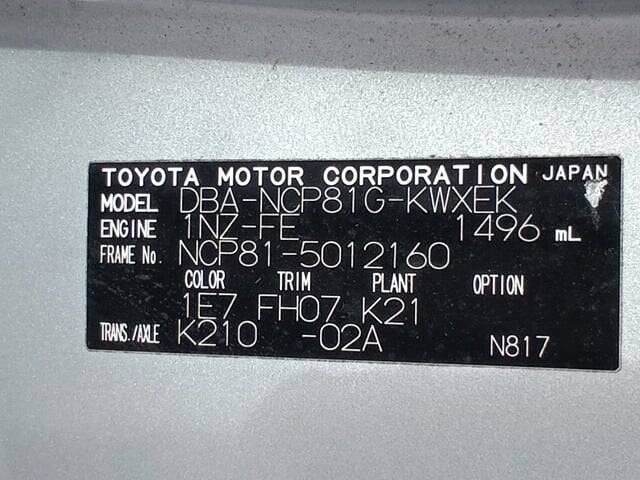 TOYOTA MOTOR CORPORATION JAPAN
MODEL DBA-NCP81G-KWXEK
ENGINE 1NZ-FE 1496 mL
FRAME No. NCP81-5012160
COLOR TRIM PLANT OPTION
1E7 FH07 K21
TRANS./AXLE K210 -02A N817